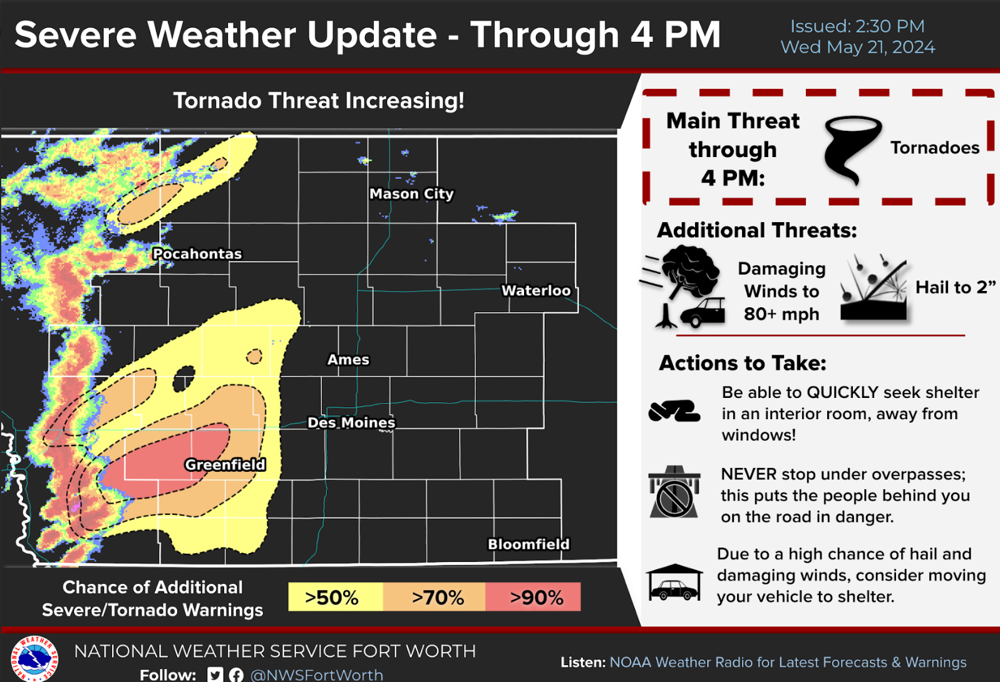 Severe Weather Update - Through 4 PM
Issued: 2:30 PM
Wed May 21, 2024
Tornado Threat Increasing!
Mason City
Pocahontas
Waterloo
Ames
Des Moines
Greenfield
Bloomfield
Chance of Additional
Severe/Tornado Warnings
>50%
>70%
>90%
Main Threat
through
4 PM:
Tornadoes
Additional Threats:
Damaging
Winds to
80+ mph
Hail to 2”
Actions to Take:
Be able to QUICKLY seek shelter
in an interior room, away from
windows!
NEVER stop under overpasses;
this puts the people behind you
on the road in danger.
Due to a high chance of hail and
damaging winds, consider moving
your vehicle to shelter.
NATIONAL WEATHER SERVICE
NATIONAL WEATHER SERVICE FORT WORTH
Follow: @NWSFortWorth
Listen: NOAA Weather Radio for Latest Forecasts & Warnings